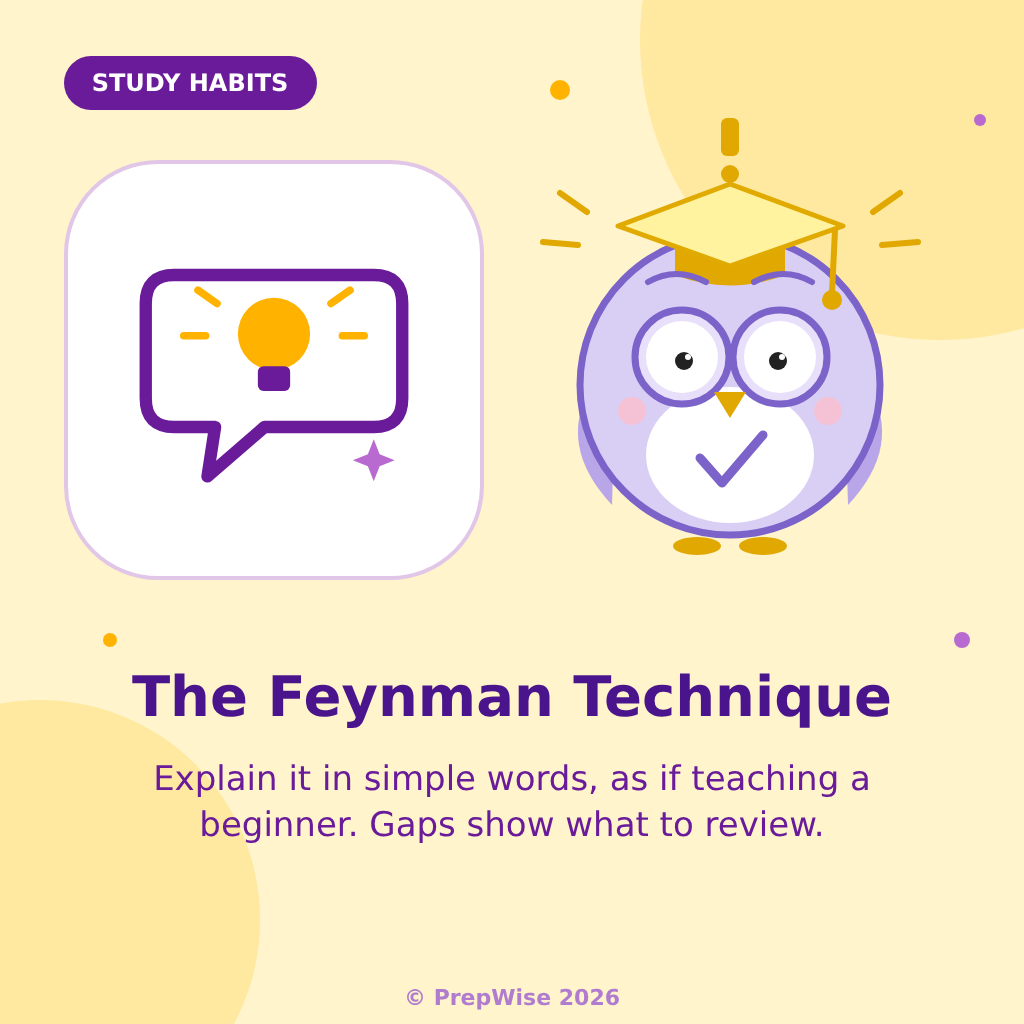 STUDY HABITS
The Feynman Technique
Explain it in simple words, as if teaching a
beginner. Gaps show what to review.
© PrepWise 2026